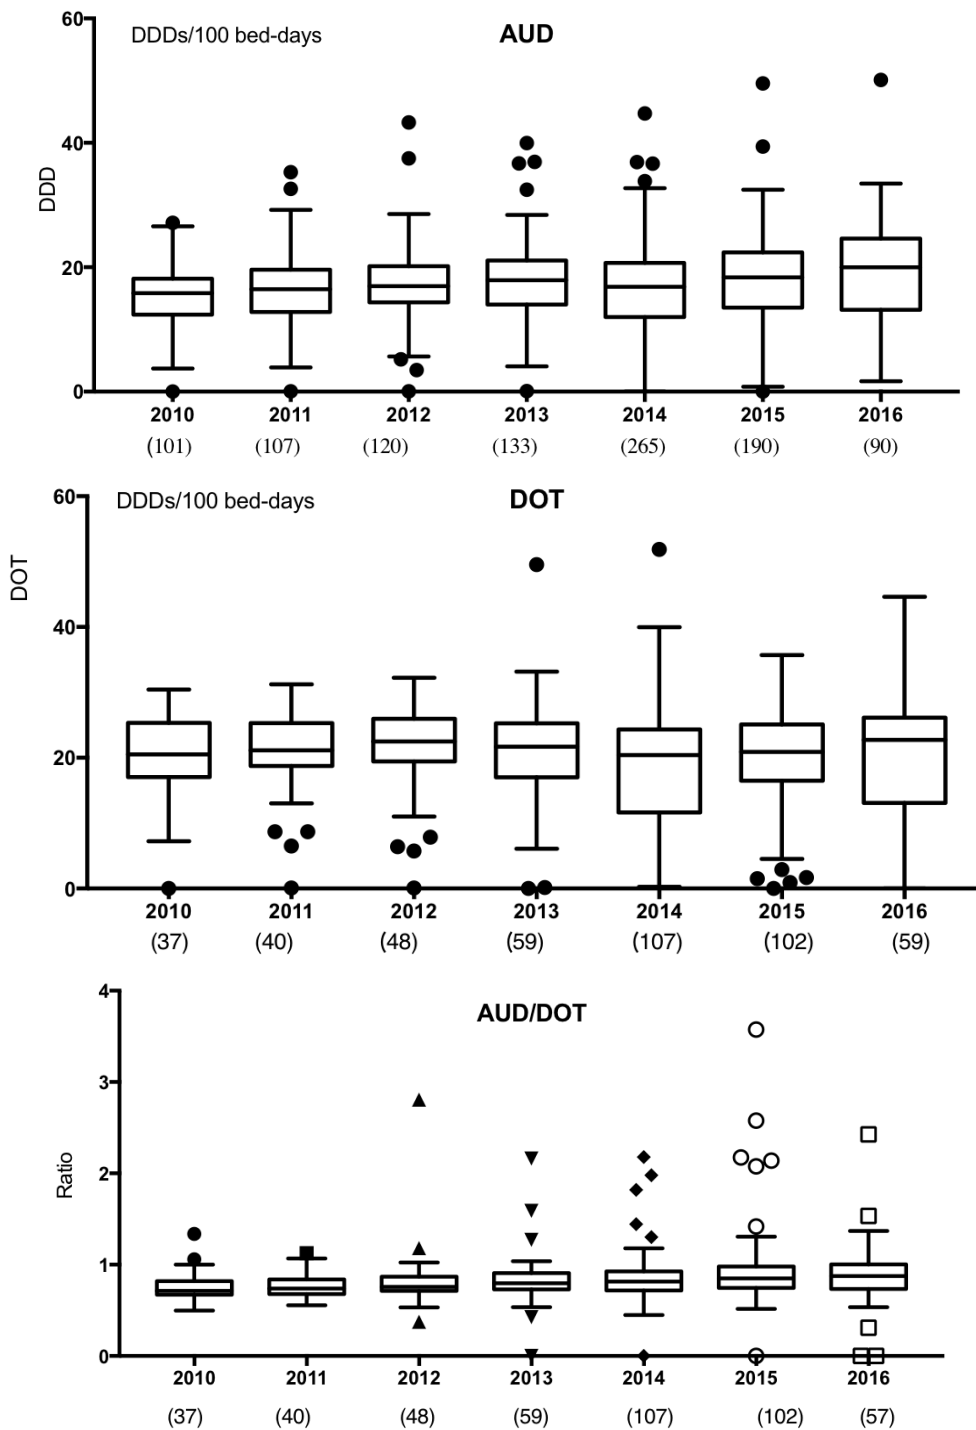 60
DDDs/100 bed-days AUD
40
DDD
20
0
2010 2011 2012 2013 2014 2015 2016
(101) (107) (120) (133) (265) (190) (90)
60
DDDs/100 bed-days DOT
DOT
40
20
0
2010 2011 2012 2013 2014 2015 2016
(37) (40) (48) (59) (107) (102) (59)
4
AUD/DOT
3
2
Ratio
1
0
2010 2011 2012 2013 2014 2015 2016
(37) (40) (48) (59) (107) (102) (57)